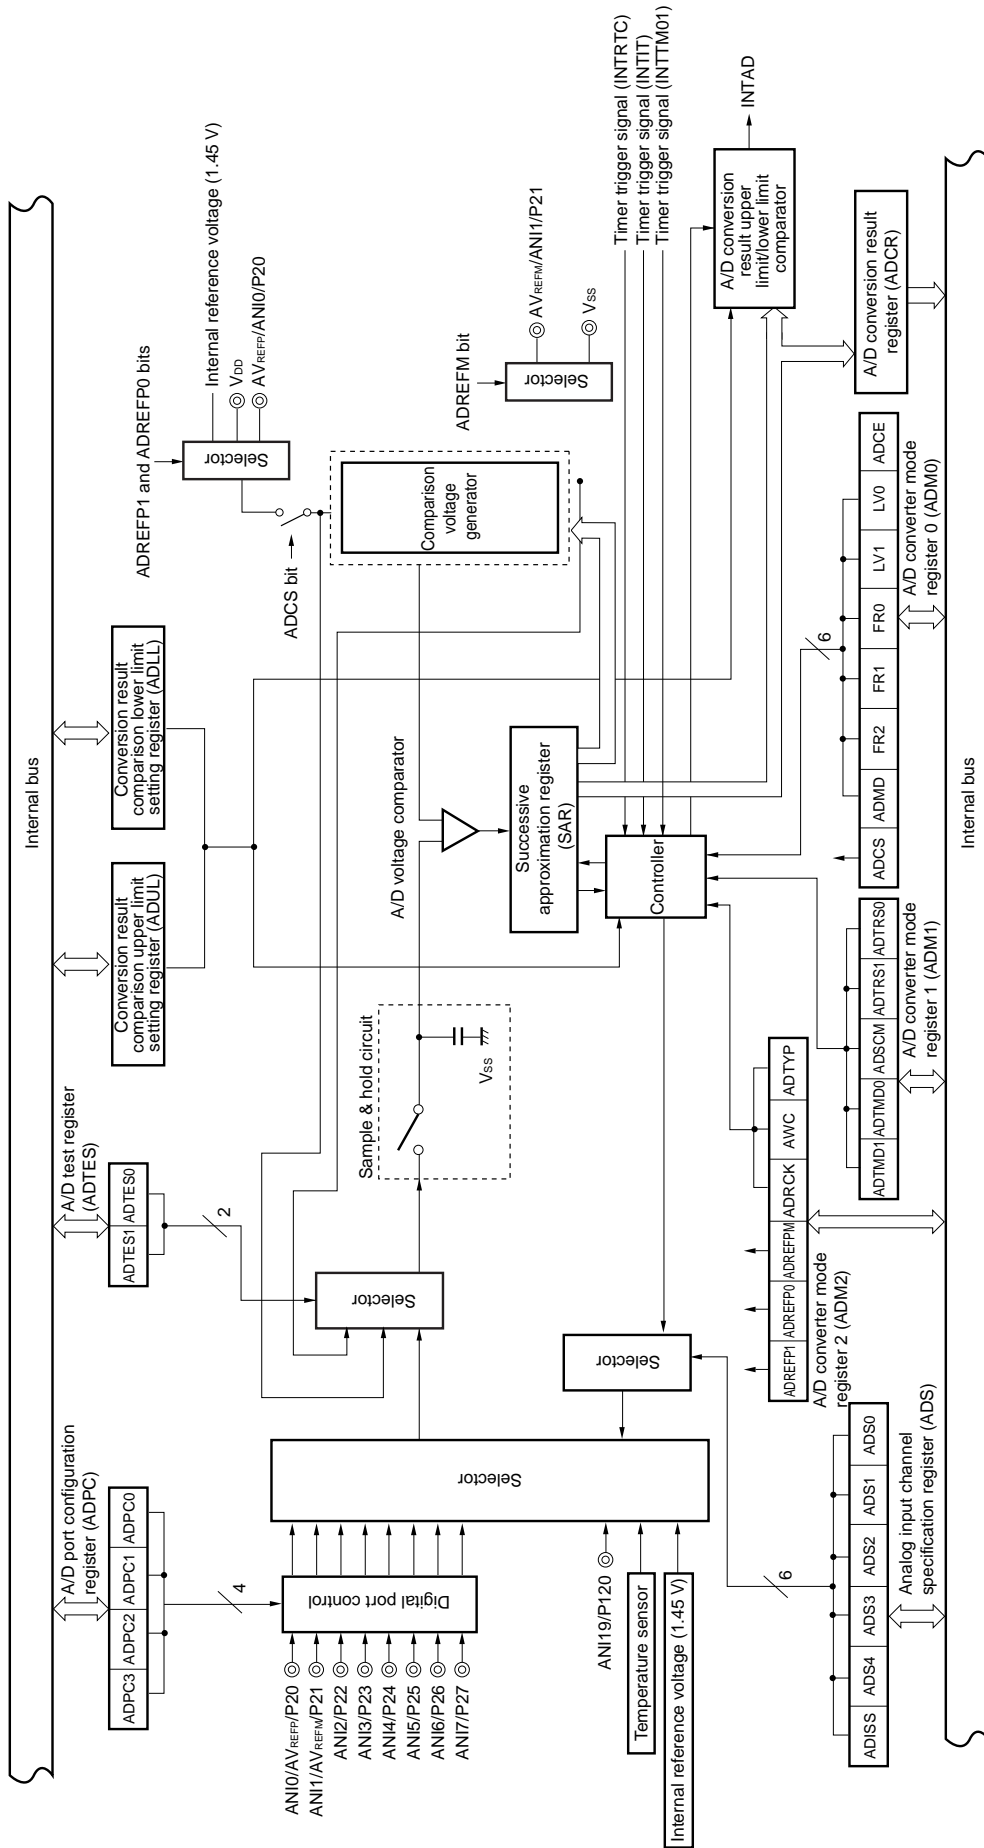 Internal bus
A/D port configuration
register (ADPC)
ADPC3
ADPC2
ADPC1
ADPC0
4
A/D test register
(ADTES)
ADTES1
ADTES0
2
Conversion result
comparison upper limit
setting register (ADUL)
Conversion result
comparison lower limit
setting register (ADLL)
ADREFP1 and ADREFP0 bits
Selector
Internal reference voltage (1.45 V)
VDD
AVREFP/ANI0/P20
ADCS bit
Comparison
voltage
generator
ADREFM bit
Selector
AVREFM/ANI1/P21
VSS
ANI0/AVREFP/P20
ANI1/AVREFM/P21
ANI2/P22
ANI3/P23
ANI4/P24
ANI5/P25
ANI6/P26
ANI7/P27
Digital port control
ANI19/P120
Temperature sensor
Internal reference voltage (1.45 V)
Selector
Selector
Sample & hold circuit
VSS
A/D voltage comparator
Successive
approximation register
(SAR)
Controller
Selector
Timer trigger signal (INTRTC)
Timer trigger signal (INTIT)
Timer trigger signal (INTTM01)
A/D conversion
result upper
limit/lower limit
comparator
INTAD
A/D conversion result
register (ADCR)
6
ADISS
ADS4
ADS3
ADS2
ADS1
ADS0
Analog input channel
specification register (ADS)
ADREFP1
ADREFP0
ADREFPM
ADRCK
AWC
ADTYP
A/D converter mode
register 2 (ADM2)
ADTMD1
ADTMD0
ADSCM
ADTRS1
ADTRS0
A/D converter mode
register 1 (ADM1)
6
ADCS
ADMD
FR2
FR1
FR0
LV1
LV0
ADCE
A/D converter mode
register 0 (ADM0)
Internal bus